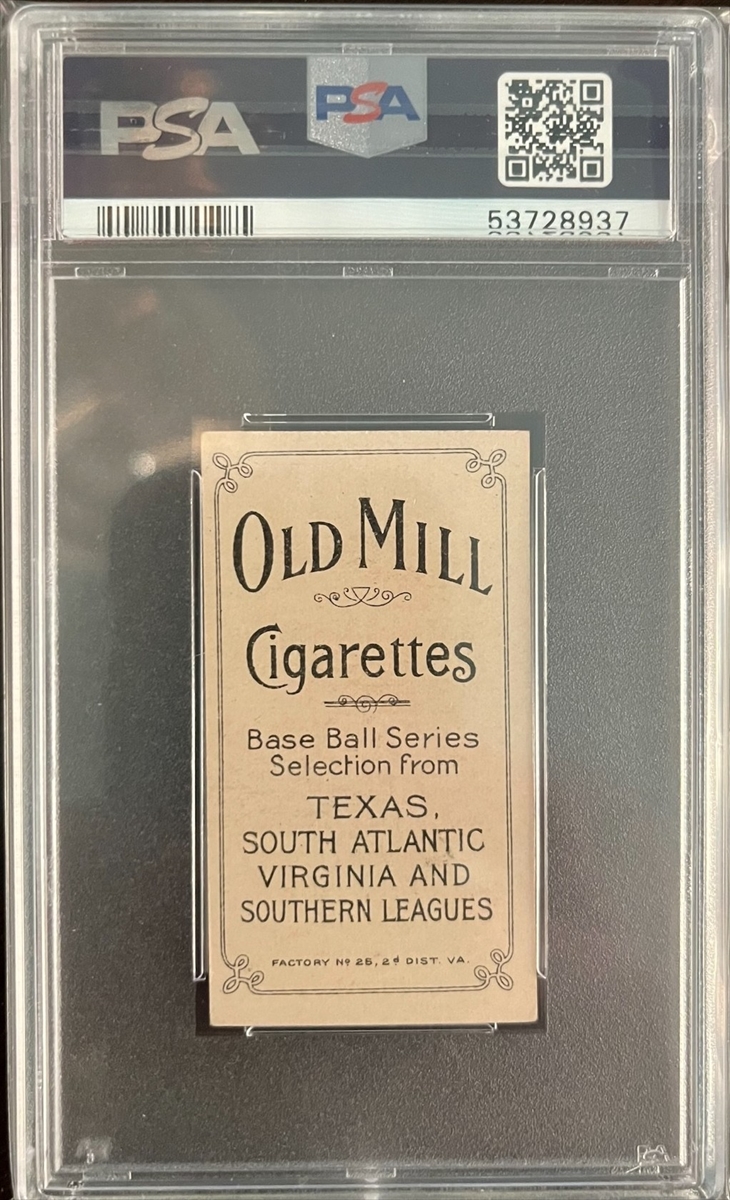 PSA
PSA
53728937
OLD MILL
Cigarettes
Base Ball Series
Selection from
TEXAS,
SOUTH ATLANTIC
VIRGINIA AND
SOUTHERN LEAGUES
FACTORY Nº 25, 2d DIST. VA.
PSA